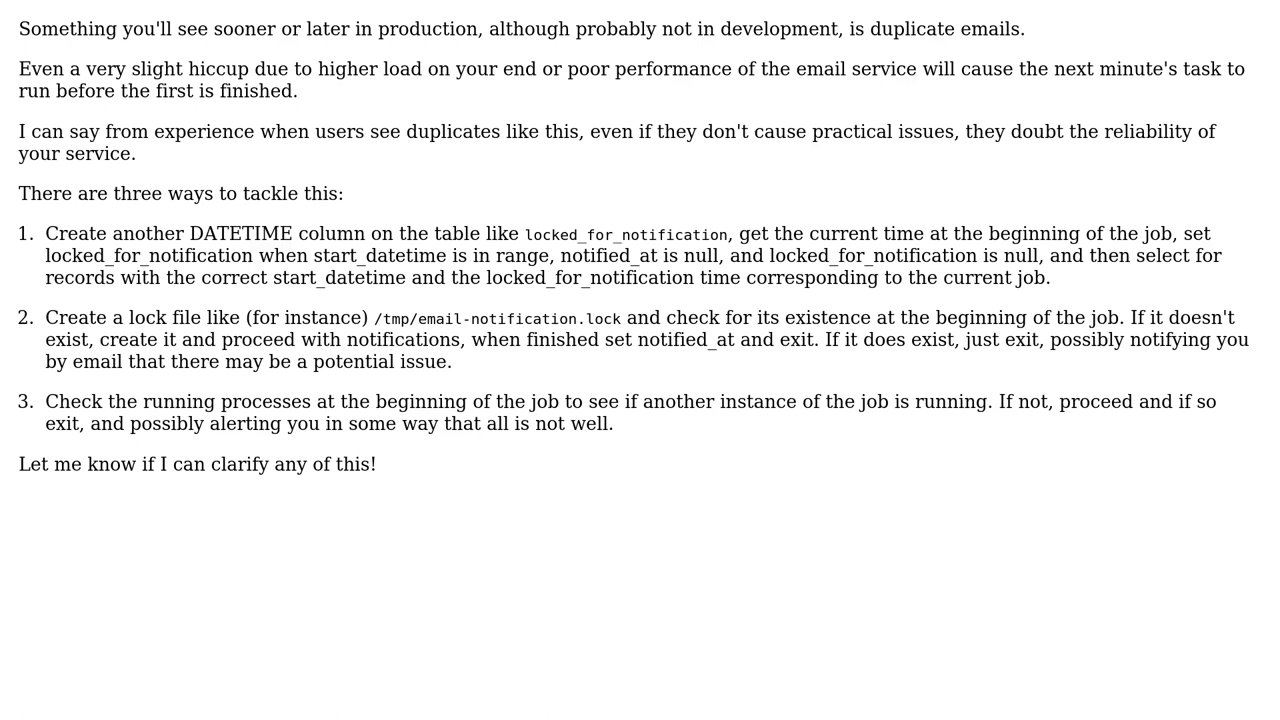 Something you'll see sooner or later in production, although probably not in development, is duplicate emails.
Even a very slight hiccup due to higher load on your end or poor performance of the email service will cause the next minute's task to
run before the first is finished.
I can say from experience when users see duplicates like this, even if they don't cause practical issues, they doubt the reliability of
your service.
There are three ways to tackle this:
1. Create another DATETIME column on the table like locked_for_notification, get the current time at the beginning of the job, set
locked_for_notification when start_datetime is in range, notified_at is null, and locked_for_notification is null, and then select for
records with the correct start_datetime and the locked_for_notification time corresponding to the current job.
2. Create a lock file like (for instance) /tmp/email-notification.lock and check for its existence at the beginning of the job. If it doesn't
exist, create it and proceed with notifications, when finished set notified_at and exit. If it does exist, just exit, possibly notifying you
by email that there may be a potential issue.
3. Check the running processes at the beginning of the job to see if another instance of the job is running. If not, proceed and if so
exit, and possibly alerting you in some way that all is not well.
Let me know if I can clarify any of this!